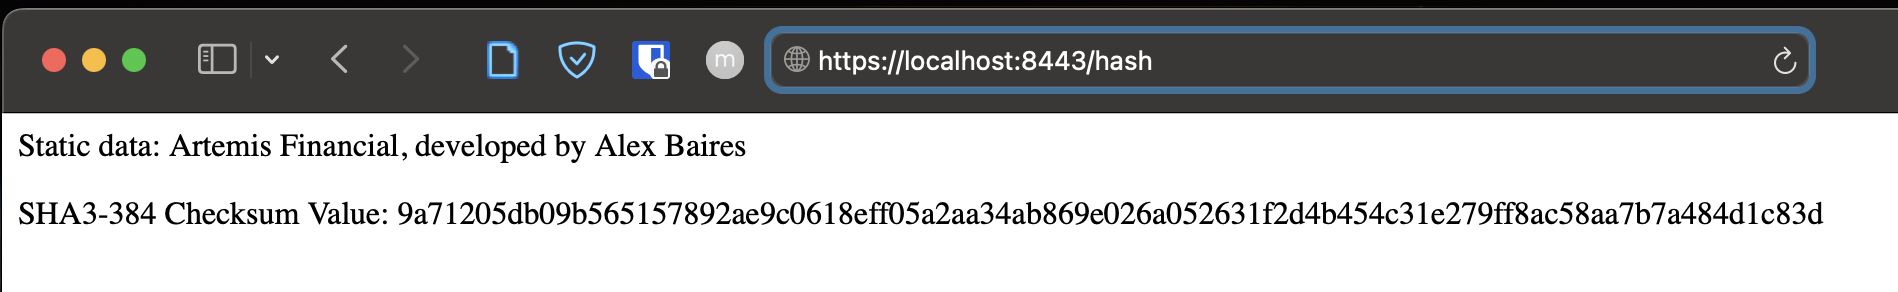 m
https://localhost:8443/hash
Static data: Artemis Financial, developed by Alex Baires
SHA3-384 Checksum Value: 9a71205db09b565157892ae9c0618eff05a2aa34ab869e026a052631f2d4b454c31e279ff8ac58aa7b7a484d1c83d